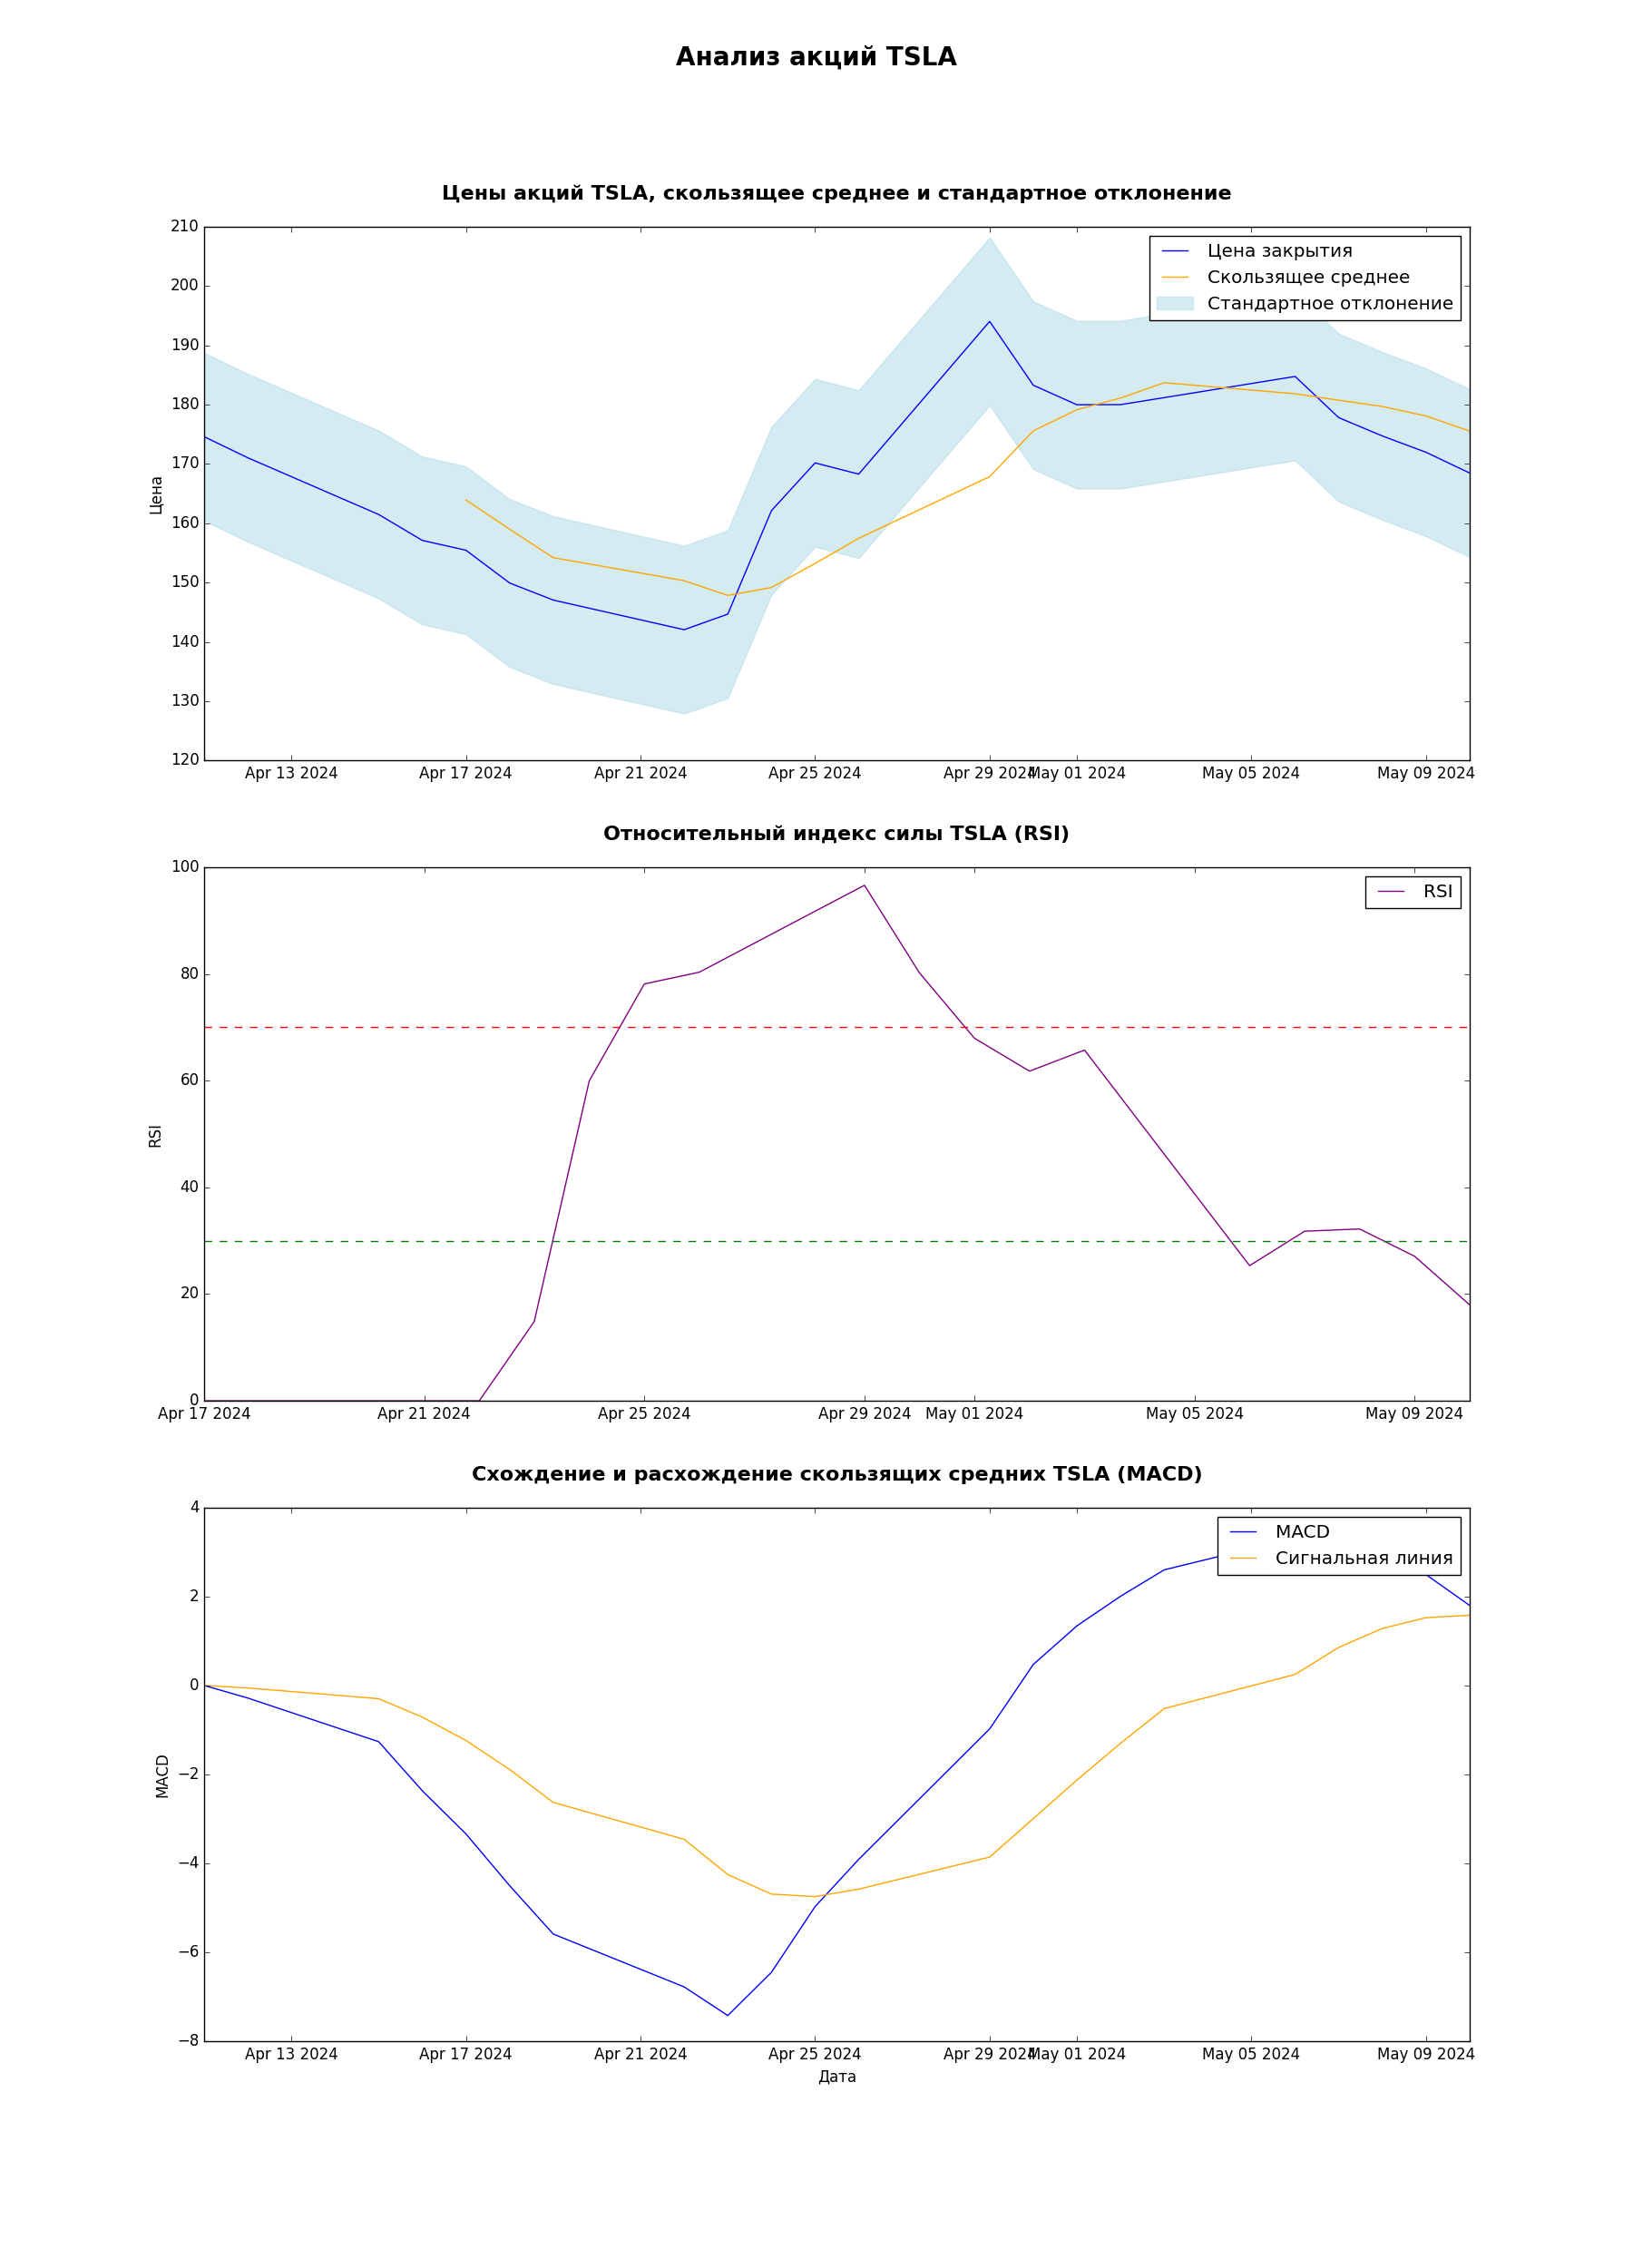 Анализ акций TSLA
Цены акций TSLA, скользящее среднее и стандартное отклонение
210
200
190
180
170
160
150
140
130
120
Цена
Цена закрытия
Скользящее среднее
Стандартное отклонение
Apr 13 2024 Apr 17 2024 Apr 21 2024 Apr 25 2024 Apr 29 2024 May 01 2024 May 05 2024 May 09 2024
Относительный индекс силы TSLA (RSI)
100
80
60
40
20
0
RSI
RSI
Apr 17 2024 Apr 21 2024 Apr 25 2024 Apr 29 2024 May 01 2024 May 05 2024 May 09 2024
Схождение и расхождение скользящих средних TSLA (MACD)
4
2
0
−2
−4
−6
−8
MACD
MACD
Сигнальная линия
Apr 13 2024 Apr 17 2024 Apr 21 2024 Apr 25 2024 Apr 29 2024 May 01 2024 May 05 2024 May 09 2024
Дата